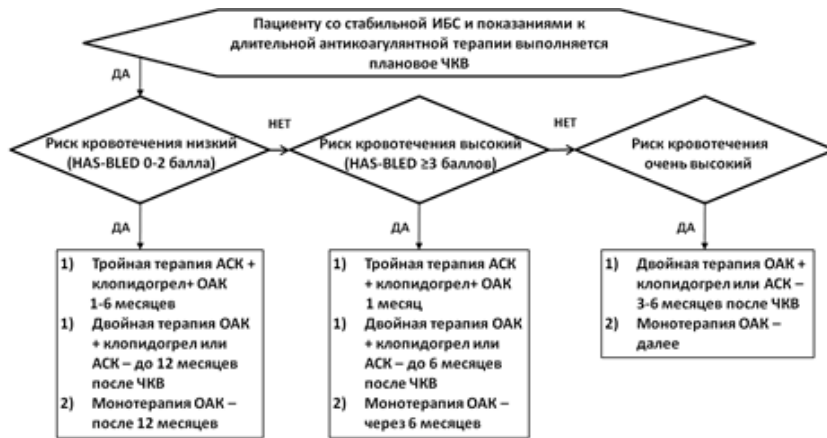 Пациенту со стабильной ИБС и показаниями к
длительной антикоагулянтной терапии выполняется
плановое ЧКВ
ДА
Риск кровотечения низкий
(HAS-BLED 0-2 балла)
НЕТ
Риск кровотечения высокий
(HAS-BLED ≥3 баллов)
НЕТ
Риск кровотечения
очень высокий
ДА
ДА
ДА
1) Тройная терапия АСК +
клопидогрел+ ОАК
1-6 месяцев
1) Двойная терапия ОАК
+ клопидогрел или
АСК – до 12 месяцев
после ЧКВ
2) Монотерапия ОАК –
после 12 месяцев
1) Тройная терапия АСК
+ клопидогрел+ ОАК
1 месяц
1) Двойная терапия ОАК
+ клопидогрел или
АСК – до 6 месяцев
после ЧКВ
2) Монотерапия ОАК –
через 6 месяцев
1) Двойная терапия ОАК +
клопидогрел или АСК –
3-6 месяцев после ЧКВ
2) Монотерапия ОАК –
далее